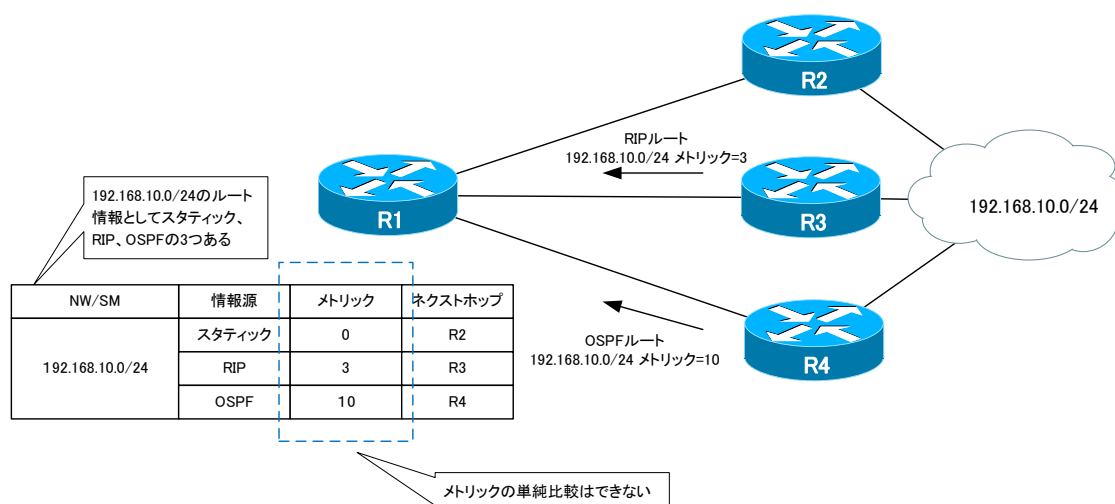 R2
RIPルート
192.168.10.0/24 メトリック=3
R1
R3
192.168.10.0/24
192.168.10.0/24のルート
情報としてスタティック、
RIP、OSPFの3つある
NW/SM 情報源 メトリック ネクストホップ
192.168.10.0/24 スタティック 0 R2
RIP 3 R3
OSPF 10 R4
OSPFルート
192.168.10.0/24 メトリック=10
R4
メトリックの単純比較はできない